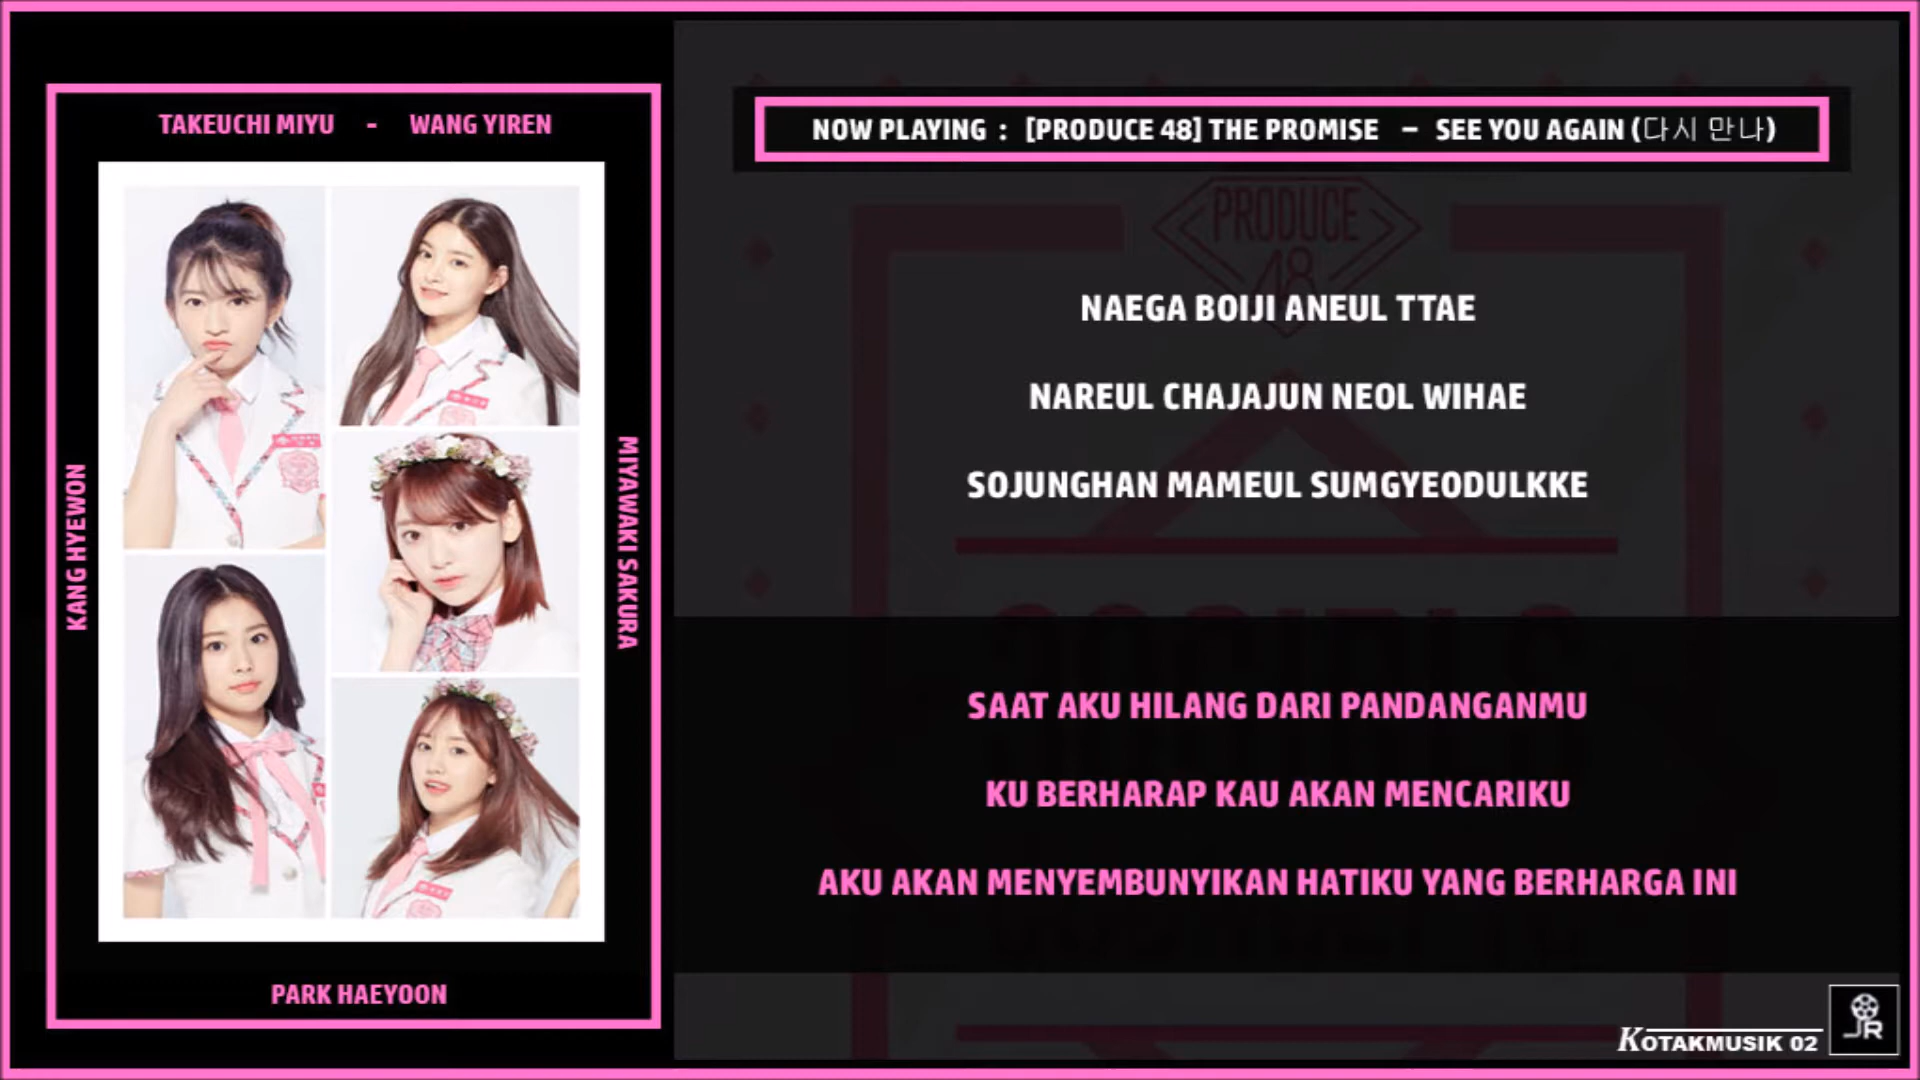 TAKEUCHI MIYU - WANG YIREN
KANG HYEWON
MIYAWAKI SAKURA
PARK HAEYOON
NOW PLAYING : [PRODUCE 48] THE PROMISE – SEE YOU AGAIN (다시 만나)
PRODUCE
48
NAEGA BOIJI ANEUL TTAE
NAREUL CHAJAJUN NEOL WIHAE
SOJUNGHAN MAMEUL SUMGYEODULKKE
SAAT AKU HILANG DARI PANDANGANMU
KU BERHARAP KAU AKAN MENCARIKU
AKU AKAN MENYEMBUNYIKAN HATIKU YANG BERHARGA INI
KOTAKMUSIK 02
JR